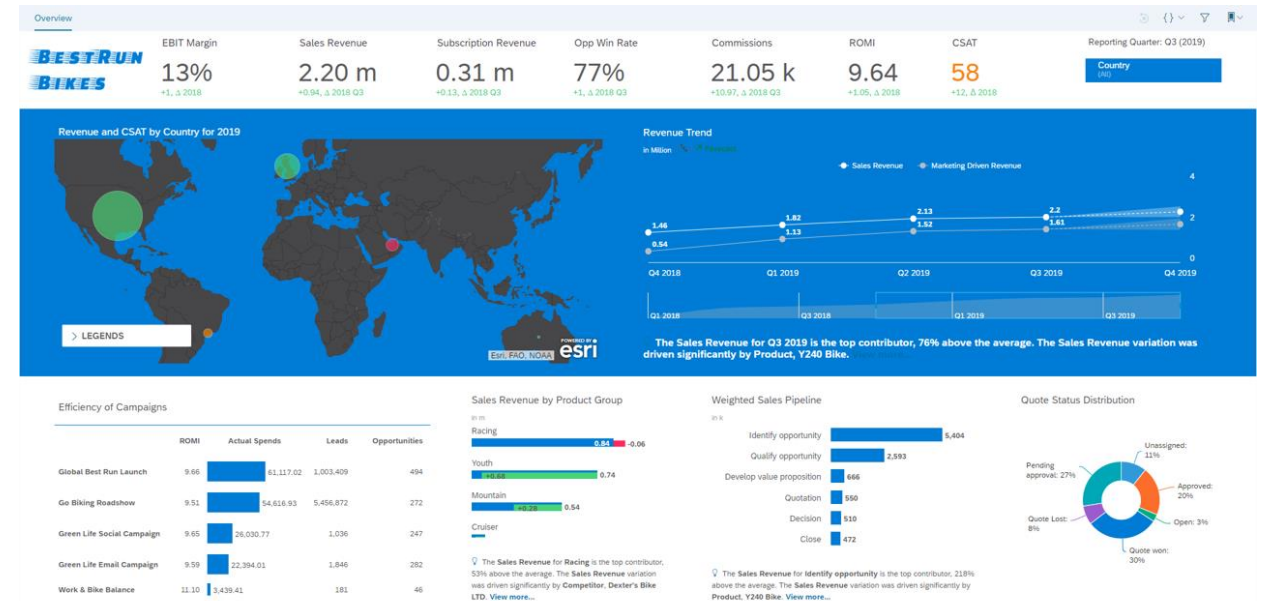 Overview
BESTRUN
BIKES
EBIT Margin
13%
+1, △ 2018
Sales Revenue
2.20 m
+0.94, △ 2018 Q3
Subscription Revenue
0.31 m
+0.13, △ 2018 Q3
Opp Win Rate
77%
+1, △ 2018 Q3
Commissions
21.05 k
+10.97, △ 2018 Q3
ROMI
9.64
+1.05, △ 2018
CSAT
58
+12, △ 2018
Reporting Quarter: Q3 (2019)
Country
(All)
Revenue and CSAT by Country for 2019
> LEGENDS
Esri, FAO, NOAA
POWERED BY
esri
Revenue Trend
in Million
Forecast
Sales Revenue
Marketing Driven Revenue
4
2
0
1.46
1.82
2.13
2.2
0.54
1.13
1.52
1.61
Q4 2018
Q1 2019
Q2 2019
Q3 2019
Q4 2019
Q1 2018
Q3 2018
Q1 2019
Q3 2019
The Sales Revenue for Q3 2019 is the top contributor, 76% above the average. The Sales Revenue variation was
driven significantly by Product, Y240 Bike. View more...
Efficiency of Campaigns
ROMI Actual Spends Leads Opportunities
Global Best Run Launch 9.66 61,117.02 1,003,409 494
Go Biking Roadshow 9.51 54,616.93 5,456,872 272
Green Life Social Campaign 9.65 26,030.77 1,036 247
Green Life Email Campaign 9.59 22,394.01 1,846 282
Work & Bike Balance 11.10 3,439.41 181 46
Sales Revenue by Product Group
in m
Racing
0.84 -0.06
Youth
+0.68 0.74
Mountain
+0.28 0.54
Cruiser
The Sales Revenue for Racing is the top contributor,
53% above the average. The Sales Revenue variation
was driven significantly by Competitor, Dexter's Bike
LTD. View more...
Weighted Sales Pipeline
in k
Identify opportunity 5,404
Qualify opportunity 2,593
Develop value proposition 666
Quotation 550
Decision 510
Close 472
The Sales Revenue for Identify opportunity is the top contributor, 218%
above the average. The Sales Revenue variation was driven significantly by
Product, Y240 Bike. View more...
Quote Status Distribution
Unassigned:
11%
Approved:
20%
Open: 3%
Quote won:
30%
Quote Lost:
8%
Pending
approval: 27%